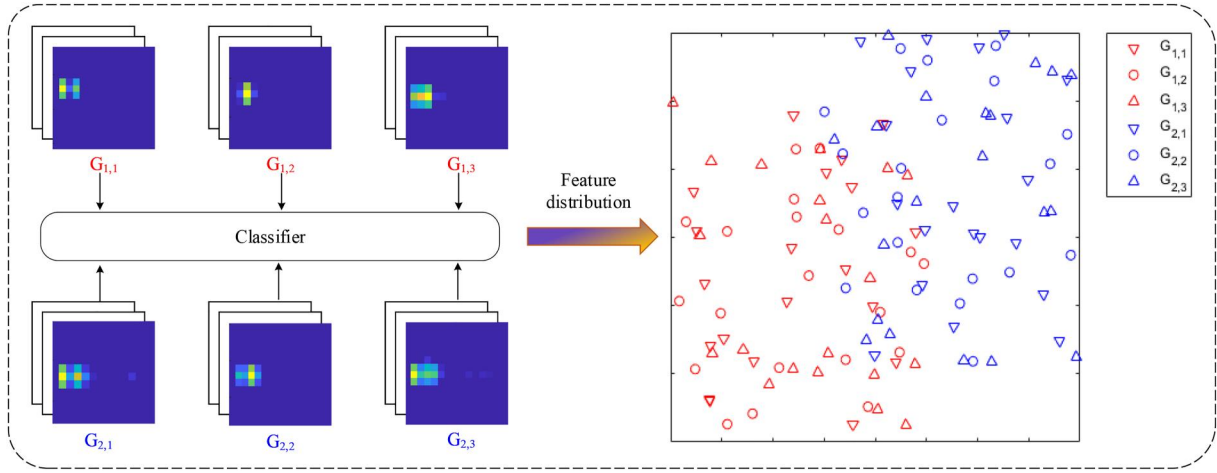 G1,1
G1,2
G1,3
Classifier
G2,1
G2,2
G2,3
Feature
distribution
G1,1
G1,2
G1,3
G2,1
G2,2
G2,3